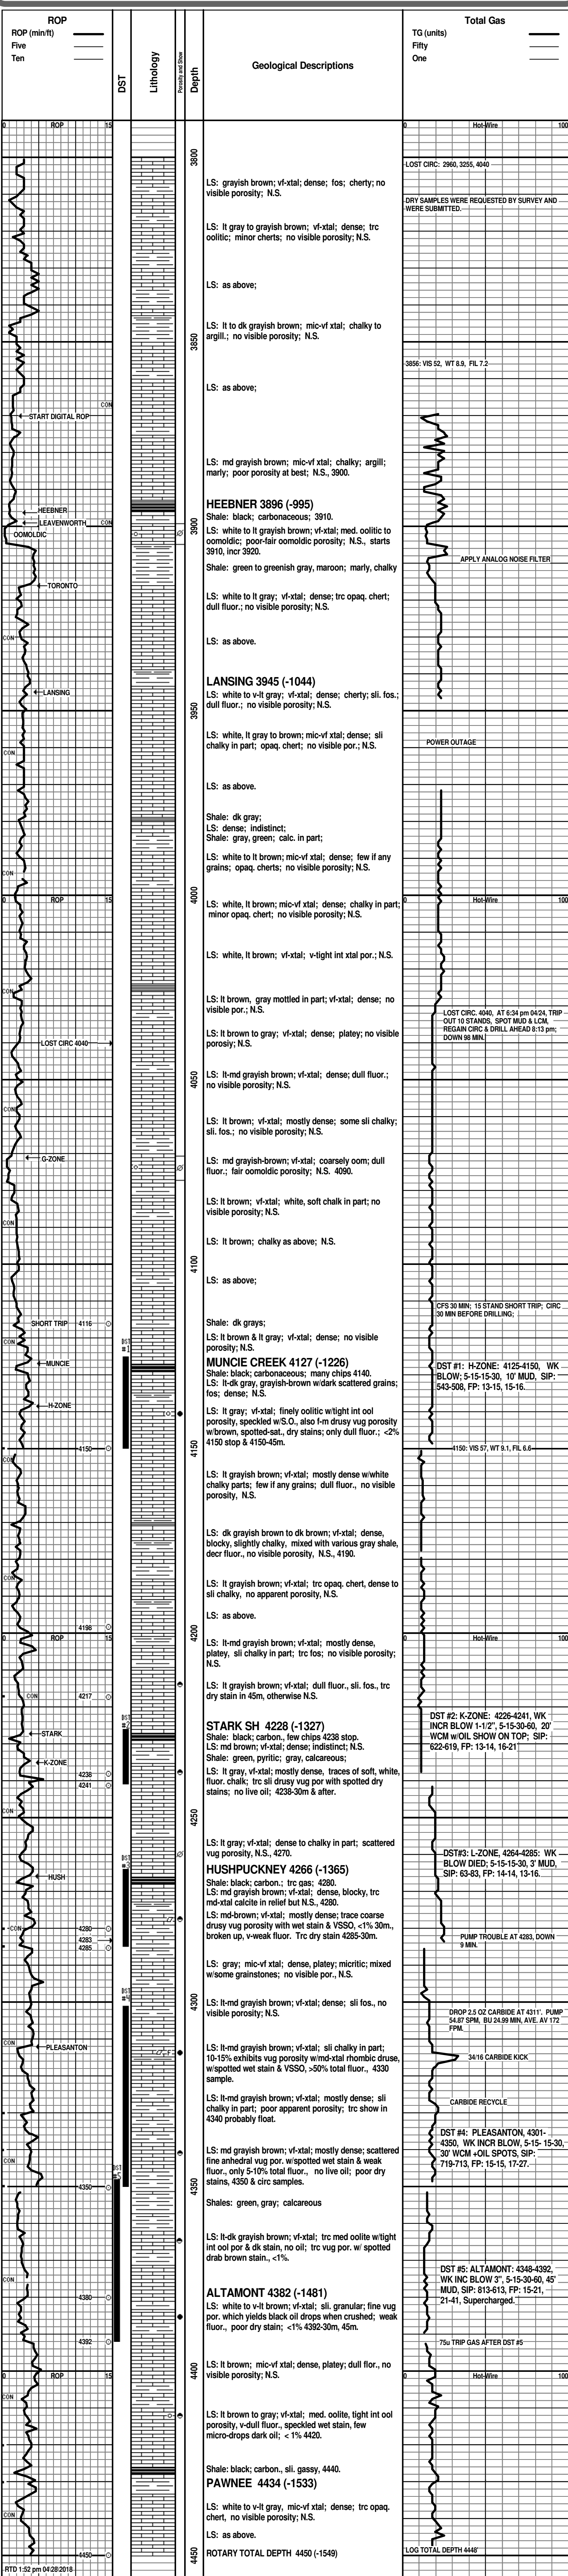 ROP
ROP (min/ft)
Five
Ten
DST
Lithology
Porosity and Show
Depth
Geological Descriptions
Total Gas
TG (units)
Fifty
One
0 ROP 15
0 Hot-Wire 100
3800
LOST CIRC: 2960, 3255, 4040
LS: grayish brown; vf-xtal; dense; fos; cherty; no
visible porosity; N.S.
DRY SAMPLES WERE REQUESTED BY SURVEY AND
WERE SUBMITTED.
LS: lt gray to grayish brown; vf-xtal; dense; trc
oolitic; minor cherts; no visible porosity; N.S.
LS: as above;
LS: lt to dk grayish brown; mic-vf xtal; chalky to
argill.; no visible porosity; N.S.
3850
3856: VIS 52, WT 8.9, FIL 7.2
LS: as above;
CON
START DIGITAL ROP
LS: md grayish brown; mic-vf xtal; chalky; argill;
marly; poor porosity at best; N.S., 3900.
HEEBNER 3896 (-995)
HEEBNER
Shale: black; carbonaceous; 3910.
LEAVENWORTH
CON
3900
OOMOLDIC
LS: white to lt grayish brown; vf-xtal; med. oolitic to
oomoldic; poor-fair oomoldic porosity; N.S., starts
3910, incr 3920.
APPLY ANALOG NOISE FILTER
Shale: green to greenish gray, maroon; marly, chalky
TORONTO
LS: white to lt gray; vf-xtal; dense; trc opaq. chert;
dull fluor.; no visible porosity; N.S.
CON
LS: as above.
LANSING 3945 (-1044)
LANSING
LS: white to v-lt gray; vf-xtal; dense; cherty; sli. fos.;
dull fluor.; no visible porosity; N.S.
3950
LS: white, lt gray to brown; mic-vf xtal; dense; sli
chalky in part; opaq. chert; no visible por.; N.S.
POWER OUTAGE
CON
LS: as above.
Shale: dk gray;
LS: dense; indistinct;
Shale: gray, green; calc. in part;
LS: white to lt brown; mic-vf xtal; dense; few if any
grains; opaq. cherts; no visible porosity; N.S.
CON
4000
0 ROP 15
0 Hot-Wire 100
LS: white, lt brown; mic-vf xtal; dense; chalky in part;
minor opaq. chert; no visible porosity; N.S.
LS: white, lt brown; vf-xtal; v-tight int xtal por.; N.S.
CON
LS: lt brown, gray mottled in part; vf-xtal; dense; no
visible por.; N.S.
LOST CIRC. 4040, AT 6:34 pm 04/24, TRIP
OUT 10 STANDS, SPOT MUD & LCM,
REGAIN CIRC & DRILL AHEAD 8:13 pm;
DOWN 98 MIN.
LOST CIRC 4040
LS: lt brown to gray; vf-xtal; dense; platey; no visible
porosiy; N.S.
4050
LS: lt-md grayish brown; vf-xtal; dense; dull fluor.;
no visible porosity; N.S.
CON
LS: lt brown; vf-xtal; mostly dense; some sli chalky;
sli. fos.; no visible porosity; N.S.
G-ZONE
LS: md grayish-brown; vf-xtal; coarsely oom; dull
fluor.; fair oomoldic porosity; N.S. 4090.
LS: lt brown; vf-xtal; white, soft chalk in part; no
visible porosity; N.S.
CON
LS: lt brown; chalky as above; N.S.
4100
LS: as above;
CFS 30 MIN; 15 STAND SHORT TRIP; CIRC
30 MIN BEFORE DRILLING;
SHORT TRIP 4116
Shale: dk grays;
CON
LS: lt brown & lt gray; vf-xtal; dense; no visible
porosity; N.S.
DST
#1
MUNCIE CREEK 4127 (-1226)
MUNCIE
Shale: black; carbonaceous; many chips 4140.
LS: lt-dk gray, grayish-brown w/dark scattered grains;
fos; dense; N.S.
DST #1: H-ZONE: 4125-4150, WK
BLOW; 5-15-15-30, 10' MUD, SIP:
543-508, FP: 13-15, 15-16.
H-ZONE
LS: lt gray; vf-xtal; finely oolitic w/tight int ool
porosity, speckled w/S.O., also f-m drusy vug porosity
w/brown, spotted-sat., dry stains; only dull fluor.; <2%
4150 stop & 4150-45m.
4150
4150
CON
4150: VIS 57, WT 9.1, FIL 6.6
LS: lt grayish brown; vf-xtal; mostly dense w/white
chalky parts; few if any grains; dull fluor., no visible
porosity, N.S.
LS: dk grayish brown to dk brown; vf-xtal; dense,
blocky, slightly chalky, mixed with various gray shale,
decr fluor., no visible porosity, N.S., 4190.
CON
LS: lt grayish brown; vf-xtal; trc opaq. chert, dense to
sli chalky, no apparent porosity, N.S.
LS: as above.
4198
4200
0 ROP 15
0 Hot-Wire 100
LS: lt-md grayish brown; vf-xtal; mostly dense,
platey, sli chalky in part; trc fos; no visible porosity;
N.S.
LS: lt grayish brown; vf-xtal; dull fluor., sli. fos., trc
dry stain in 45m, otherwise N.S.
CON 4217
DST
#2
DST #2: K-ZONE: 4226-4241, WK
INCR BLOW 1-1/2", 5-15-30-60, 20'
WCM w/OIL SHOW ON TOP; SIP:
622-619, FP: 13-14, 16-21
STARK SH 4228 (-1327)
STARK
Shale: black; carbon., few chips 4238 stop.
LS: md brown; vf-xtal; dense; indistinct; N.S.
Shale: green, pyritic; gray, calcareous;
K-ZONE
LS: lt gray, vf-xtal; mostly dense, traces of soft, white,
fluor. chalk; trc sli drusy vug por with spotted dry
stains; no live oil; 4238-30m & after.
4238
4241
CON
4250
LS: lt gray; vf-xtal; dense to chalky in part; scattered
vug porosity, N.S., 4270.
DST
#3
HUSHPUCKNEY 4266 (-1365)
HUSH
Shale: black; carbon.; trc gas; 4280.
LS: md grayish brown; vf-xtal; dense, blocky, trc
md-xtal calcite in relief but N.S., 4280.
DST#3: L-ZONE, 4264-4285: WK
BLOW DIED; 5-15-15-30, 3' MUD,
SIP: 63-83, FP: 14-14, 13-16.
LS: md-brown; vf-xtal; mostly dense; trace coarse
drusy vug porosity with wet stain & VSSO, <1% 30m.,
broken up, v-weak fluor. Trc dry stain 4285-30m.
CON 4280
4283
4285
PUMP TROUBLE AT 4283, DOWN
9 MIN.
LS: gray; mic-vf xtal; dense, platey; micritic; mixed
w/some grainstones; no visible por., N.S.
DST
#4
4300
LS: lt-md grayish brown; vf-xtal; dense; sli fos., no
visible porosity; N.S.
DROP 2.5 OZ CARBIDE AT 4311'. PUMP
54.87 SPM, BU 24.99 MIN, AVE. AV 172
FPM.
CON
PLEASANTON
LS: lt-md grayish brown; vf-xtal; sli chalky in part;
10-15% exhibits vug porosity w/md-xtal rhombic druse,
w/spotted wet stain & VSSO, >50% total fluor., 4330
sample.
34/16 CARBIDE KICK
LS: lt-md grayish brown; vf-xtal; mostly dense; sli
chalky in part; poor apparent porosity; trc show in
4340 probably float.
CARBIDE RECYCLE
DST #4: PLEASANTON, 4301-
4350, WK INCR BLOW, 5-15- 15-30,
30' WCM +OIL SPOTS, SIP:
719-713, FP: 15-15, 17-27.
LS: md grayish brown; vf-xtal; mostly dense; scattered
fine anhedral vug por. w/spotted wet stain & weak
fluor., only 5-10% total fluor., no live oil; poor dry
stains, 4350 & circ samples.
CON
DST
#5
4350
4350
Shales: green, gray; calcareous
LS: lt-dk grayish brown; vf-xtal; trc med oolite w/tight
int ool por & dk stain, no oil; trc vug por. w/ spotted
drab brown stain., <1%.
CON
DST #5: ALTAMONT: 4348-4392,
WK INC BLOW 3", 5-15-30-60, 45'
MUD, SIP: 813-613, FP: 15-21,
21-41, Supercharged.
4380
ALTAMONT 4382 (-1481)
LS: white to v-lt brown; vf-xtal; sli. granular; fine vug
por. which yields black oil drops when crushed; weak
fluor., poor dry stain; <1% 4392-30m, 45m.
4392
75u TRIP GAS AFTER DST #5
4400
LS: lt brown; mic-vf xtal; dense, platey; dull flor., no
visible porosity; N.S.
0 ROP 15
0 Hot-Wire 100
CON
LS: lt brown to gray; vf-xtal; med. oolite, tight int ool
porosity, v-dull fluor., speckled wet stain, few
micro-drops dark oil; < 1% 4420.
Shale: black; carbon., sli. gassy, 4440.
PAWNEE 4434 (-1533)
CON
LS: white to v-lt gray, mic-vf xtal; dense; trc opaq.
chert, no visible porosity; N.S.
LS: as above.
4450
4450
ROTARY TOTAL DEPTH 4450 (-1549)
LOG TOTAL DEPTH 4448'
RTD 1:52 pm 04/28/2018